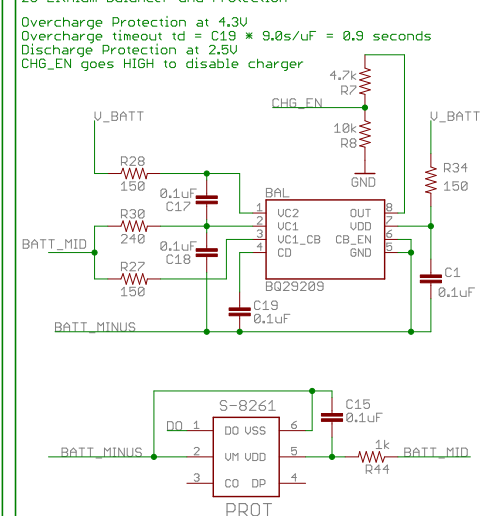 2S Lithium Balancer and Protection
Overcharge Protection at 4.3V
Overcharge timeout td = C19 * 9.0s/uF = 0.9 seconds
Discharge Protection at 2.5V
CHG_EN goes HIGH to disable charger
4.7k
R7
CHG_EN
10k
R8
GND
V_BATT
V_BATT
R28
150
0.1uF
C17
R34
150
R30
240
BATT_MID
0.1uF
C18
R27
150
BAL
1 VC2 OUT 8
2 VC1 VDD 7
3 VC1_CB CB_EN 6
4 CD GND 5
BQ29209
C1
0.1uF
C19
0.1uF
BATT_MINUS
S-8261
C15
0.1uF
DO 1 DO VSS 6
BATT_MINUS 2 VM VDD 5
1k
R44
BATT_MID
3 CO DP 4
PROT